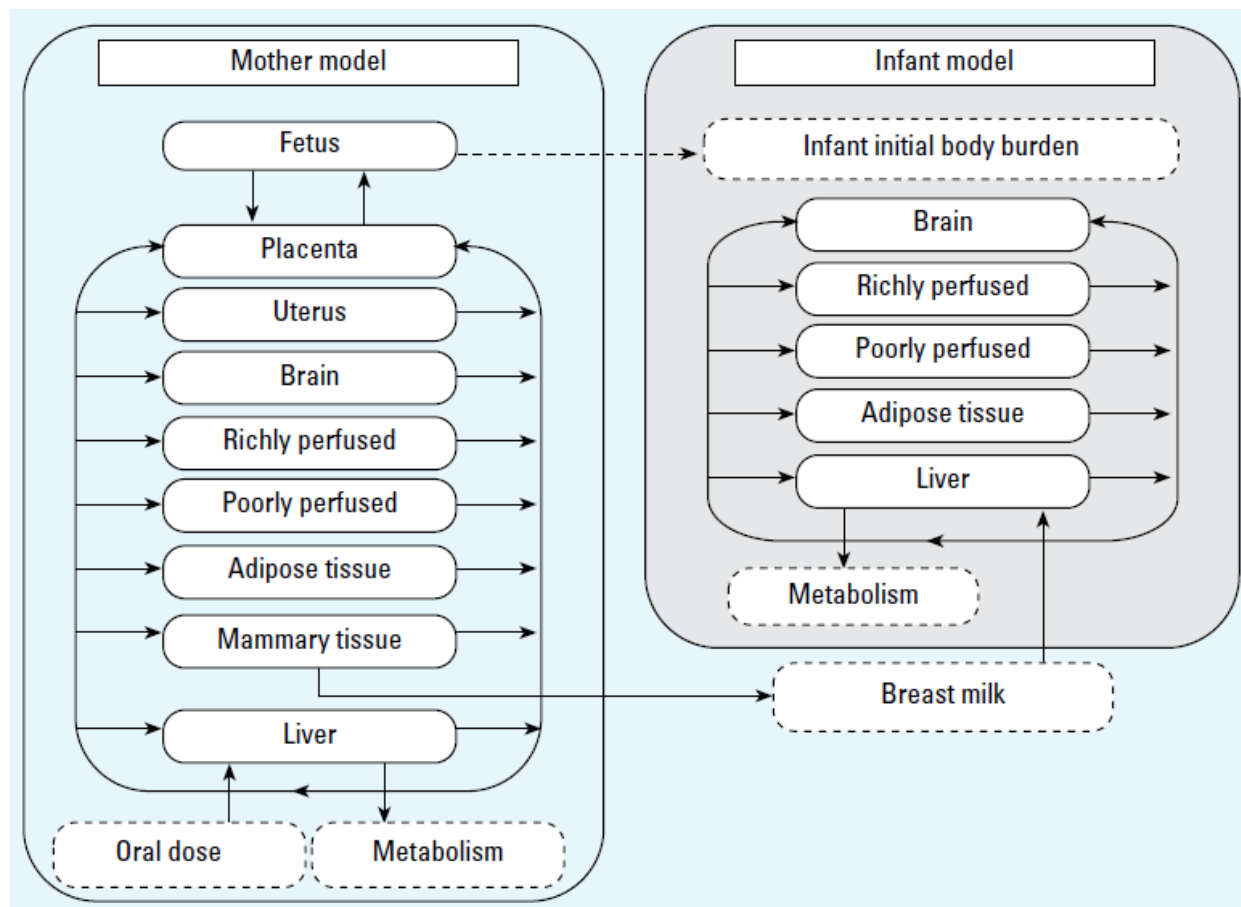 Mother model
Fetus
Placenta
Uterus
Brain
Richly perfused
Poorly perfused
Adipose tissue
Mammary tissue
Liver
Oral dose
Metabolism
Infant model
Infant initial body burden
Brain
Richly perfused
Poorly perfused
Adipose tissue
Liver
Metabolism
Breast milk